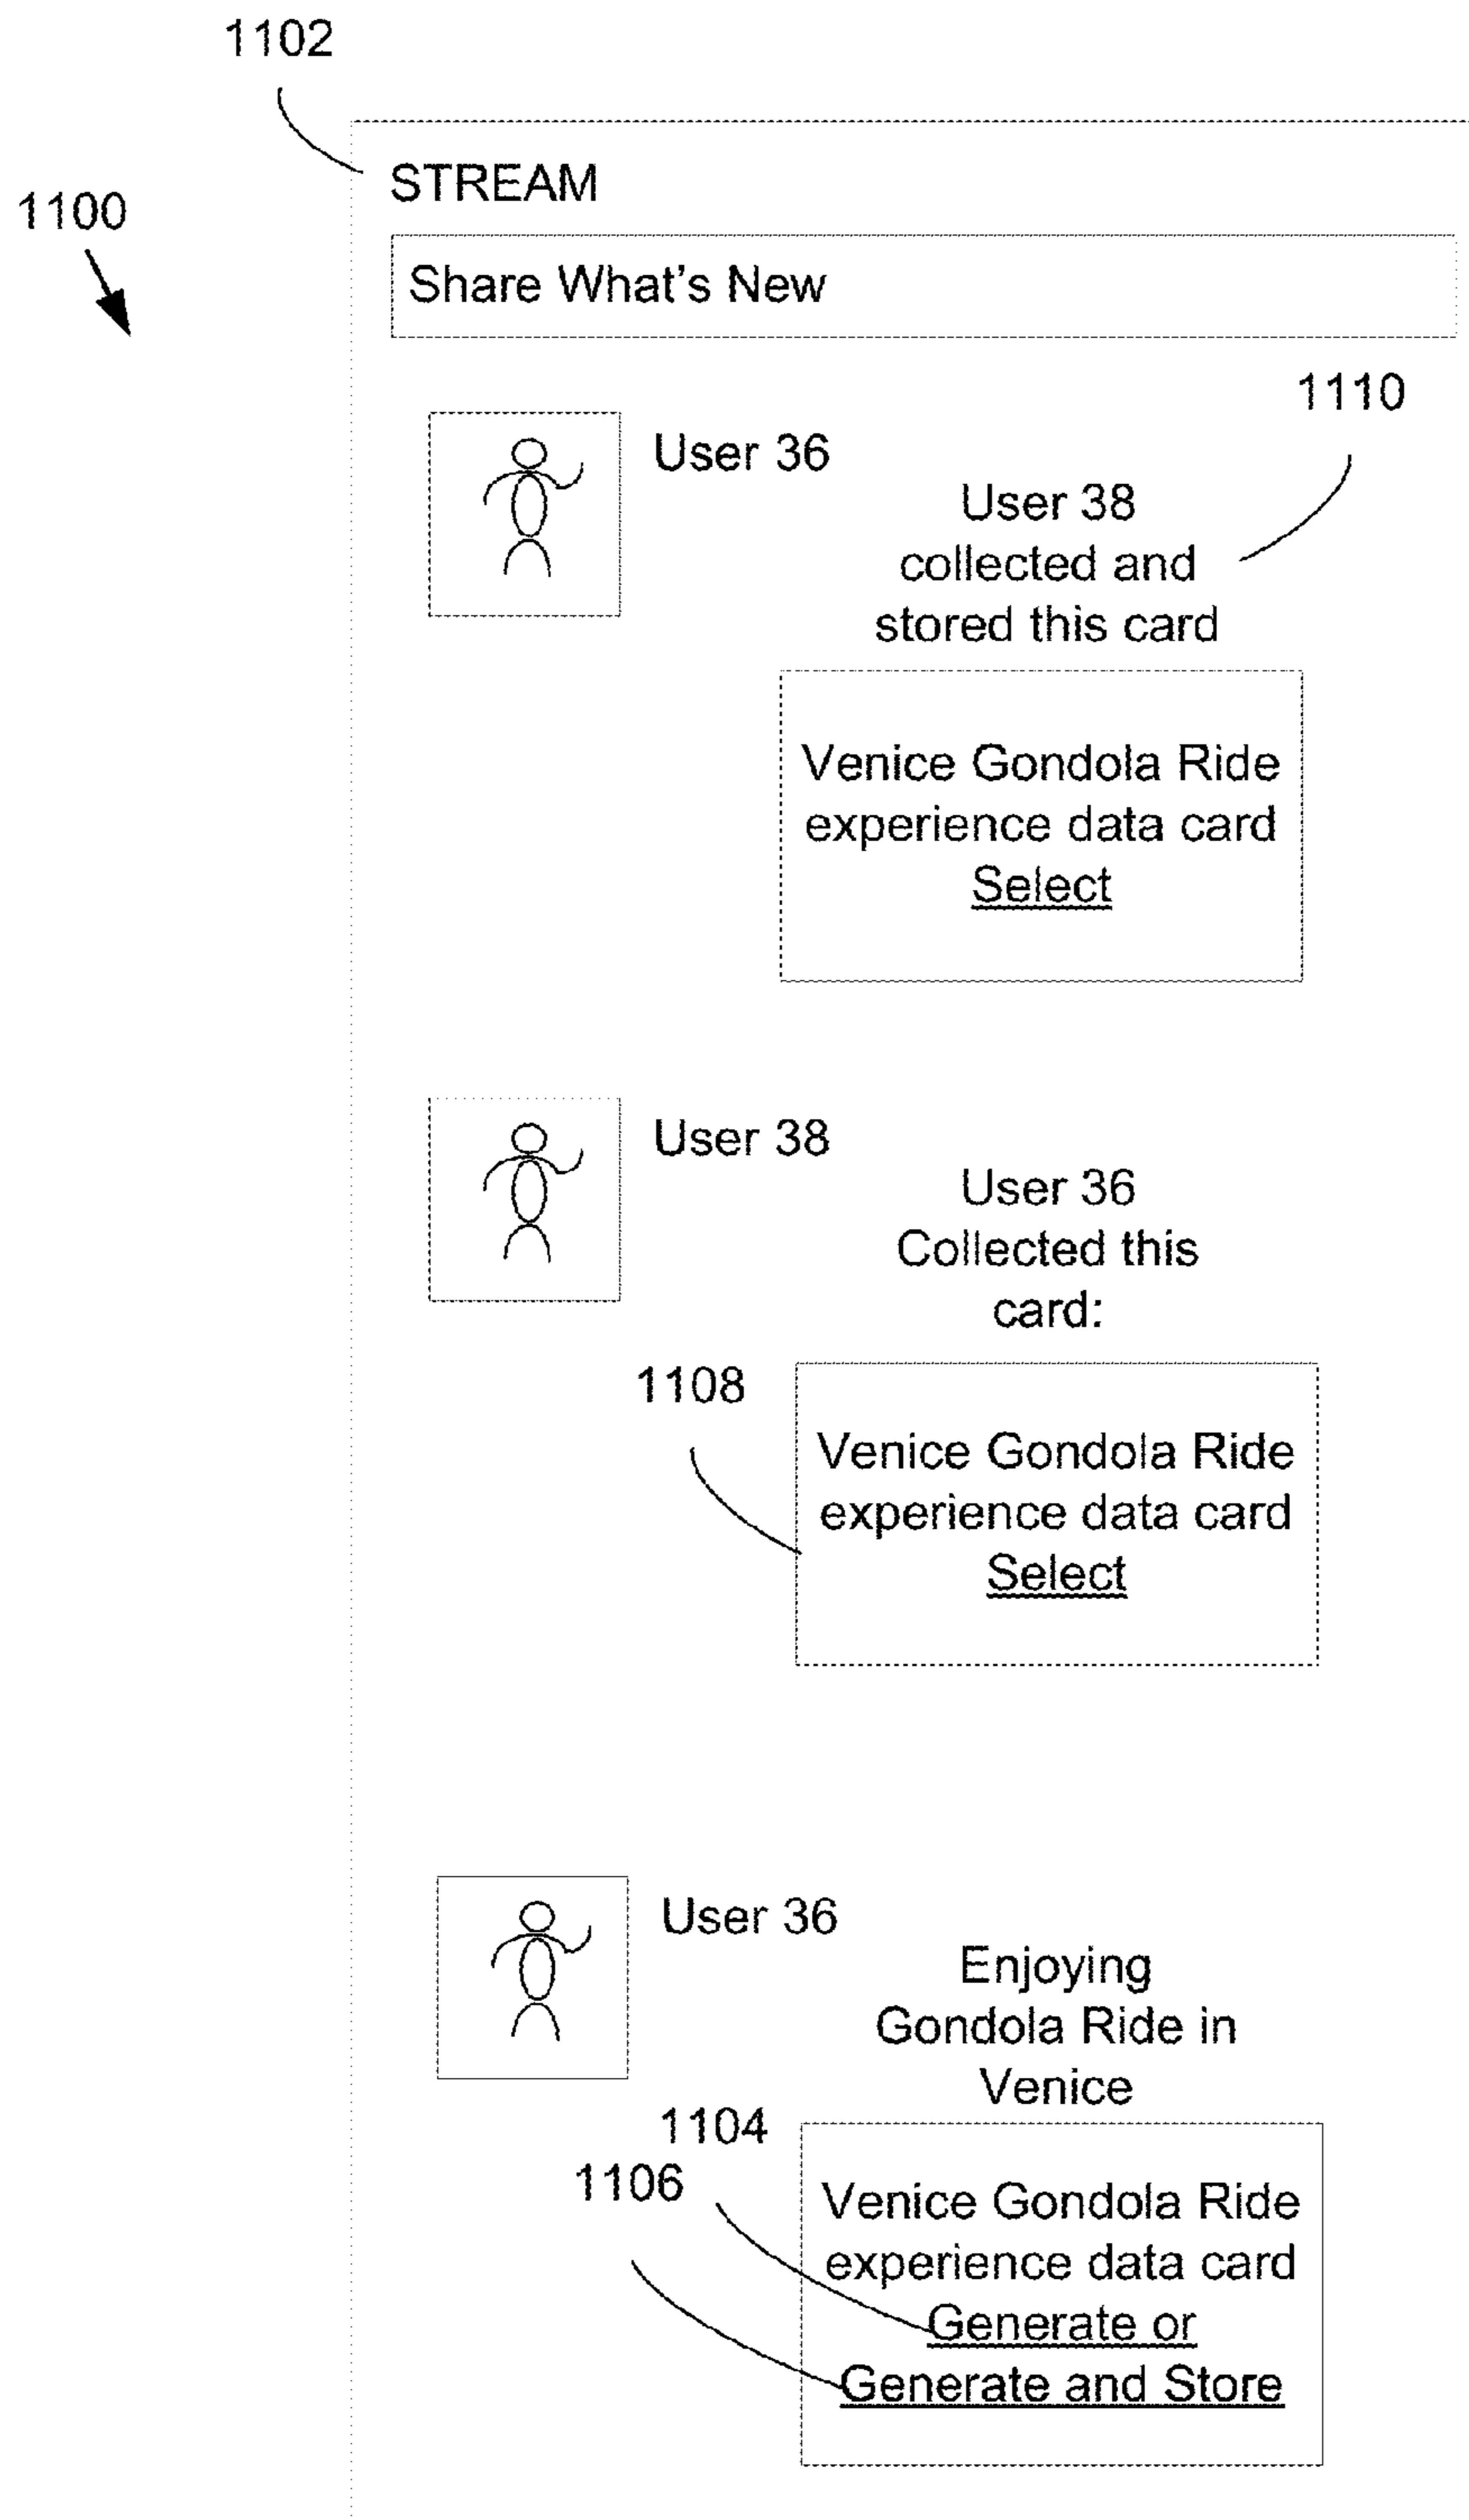 1102
1100
STREAM
Share What's New
1110
User 36
User 38
collected and
stored this card
Venice Gondola Ride
experience data card
Select
User 38
User 36
Collected this
card:
1108
Venice Gondola Ride
experience data card
Select
User 36
Enjoying
Gondola Ride in
Venice
1104
1106
Venice Gondola Ride
experience data card
Generate or
Generate and Store